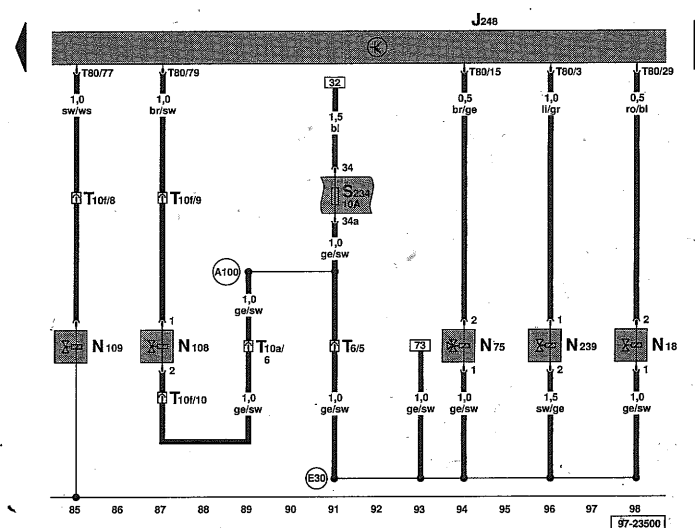 J248
K
T80/77
T80/79
T80/15
T80/3
T80/29
1,0
sw/ws
1,0
br/sw
32
0,5
br/ge
1,0
li/gr
0,5
ro/bl
1,5
bl
34
S234
10A
T10f/8
T10f/9
34a
1,0
ge/sw
A100
1,0
ge/sw
1
1
2
2
2
N109
N108
T10a/
6
T6/5
73
N75
N239
N18
2
1
2
1
T10f/10
1,0
ge/sw
1,0
ge/sw
1,0
ge/sw
1,0
ge/sw
1,5
sw/ge
1,0
ge/sw
E30
85 86 87 88 89 90 91 92 93 94 95 96 97 98
97-23500